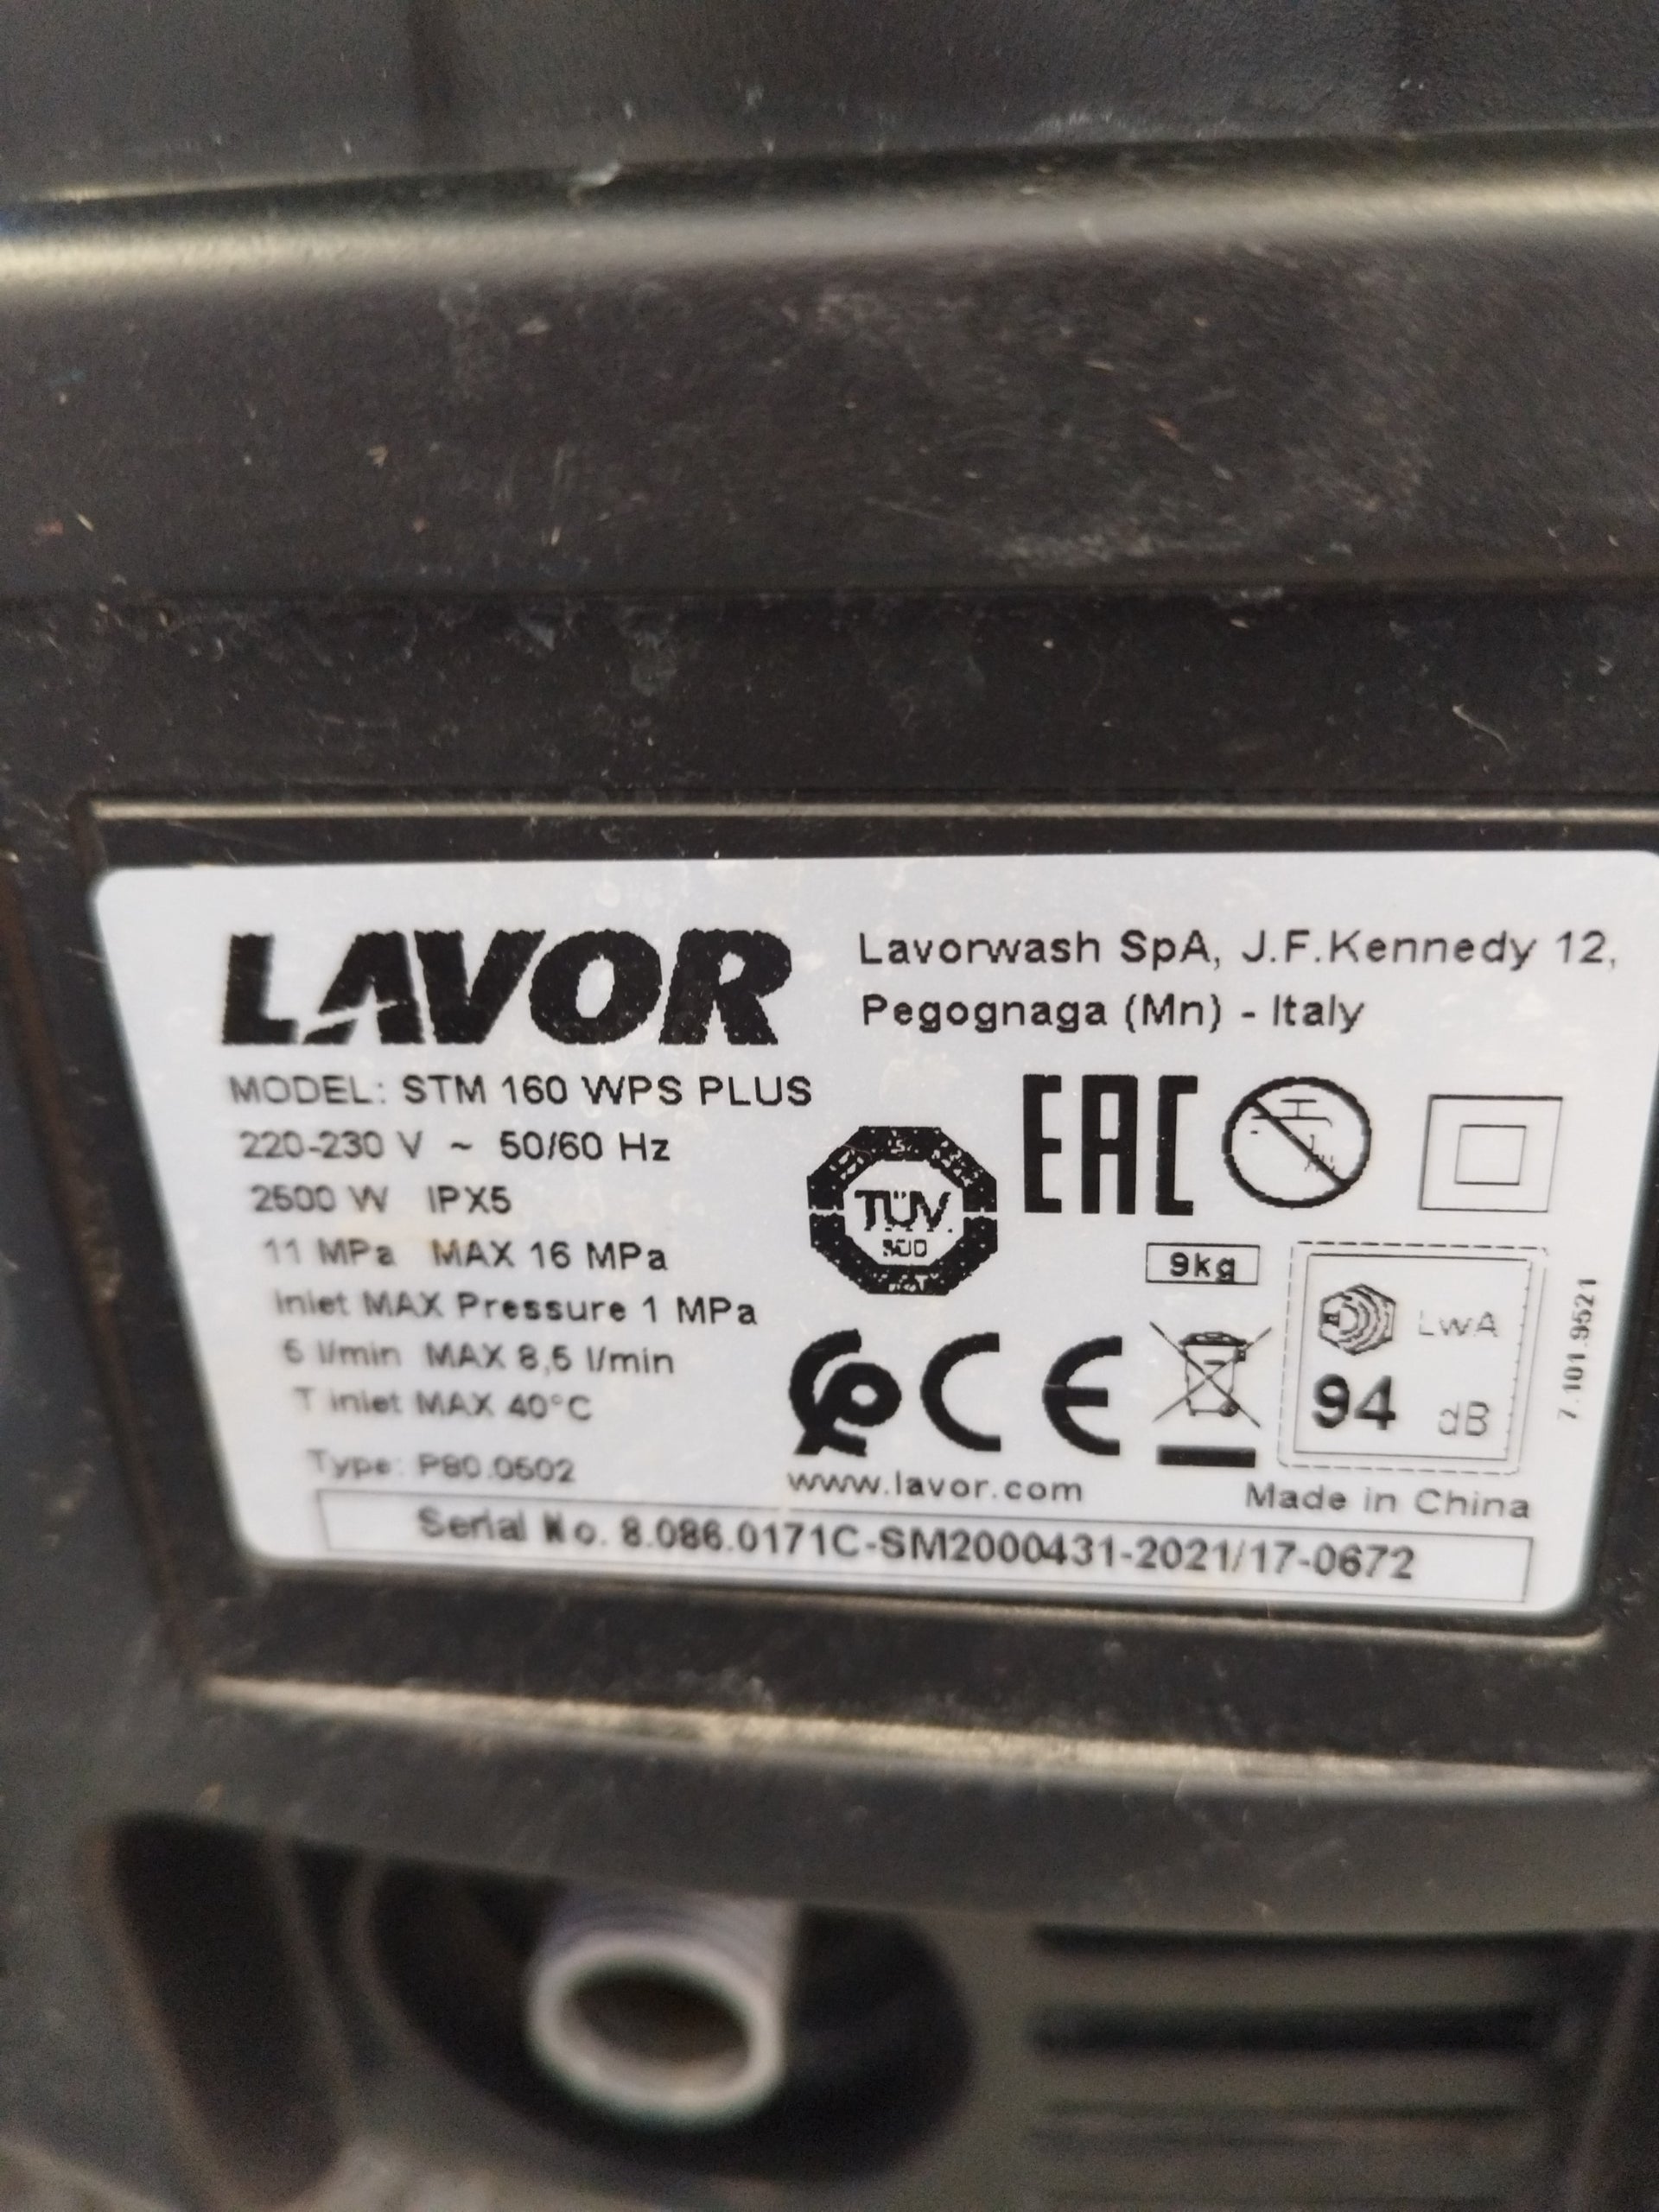 LAVOR
Lavorwash SpA, J.F.Kennedy 12,
Pegognaga (Mn) - Italy
MODEL: STM 160 WPS PLUS
220-230 V ~ 50/60 Hz
2500 W IPX5
11 MPa MAX 16 MPa
Inlet MAX Pressure 1 MPa
l/min MAX 8,5 l/min
T inlet MAX 40°C
Type: P80.0502
TÜV
SÜD
EAC
9kg
LwA
94 dB
7.101.9521
CE
www.lavor.com
Made in China
Serial No. 8.086.0171C-SM2000431-2021/17-0672